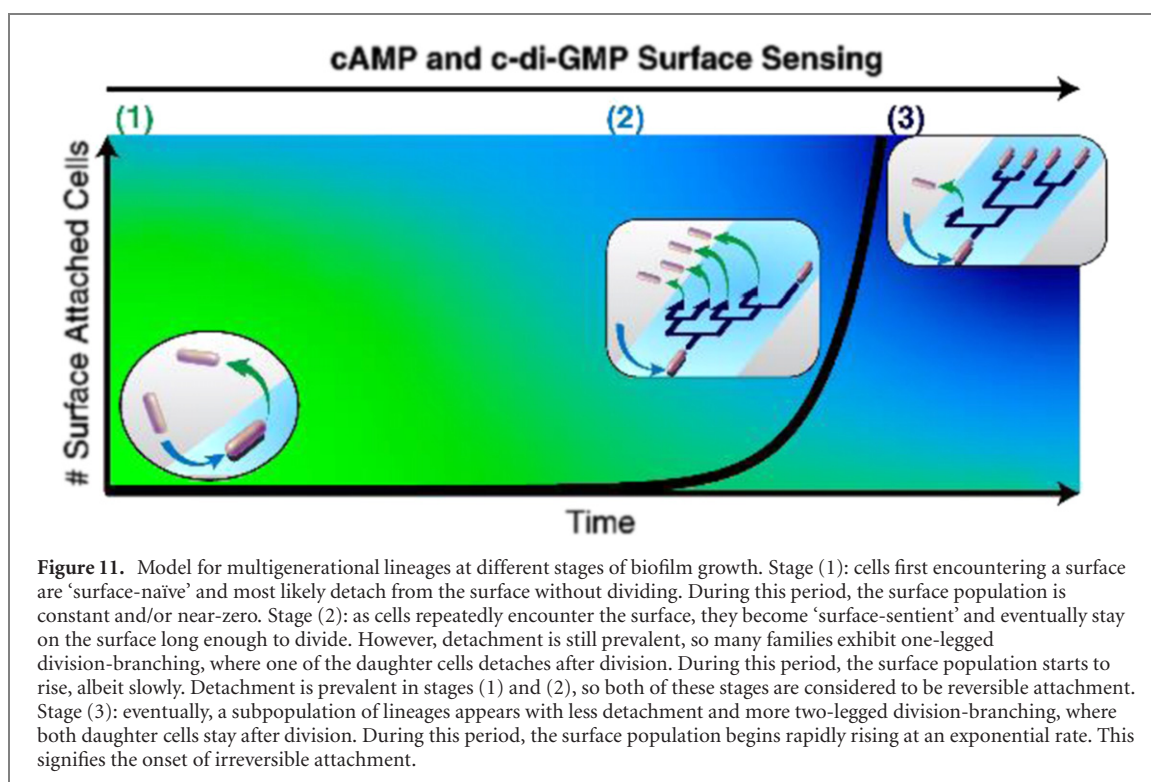 cAMP and c-di-GMP Surface Sensing
(1)
(2)
(3)
# Surface Attached Cells
Time
Figure 11. Model for multigenerational lineages at different stages of biofilm growth. Stage (1): cells first encountering a surface
are ‘surface-naïve’ and most likely detach from the surface without dividing. During this period, the surface population is
constant and/or near-zero. Stage (2): as cells repeatedly encounter the surface, they become ‘surface-sentient’ and eventually stay
on the surface long enough to divide. However, detachment is still prevalent, so many families exhibit one-legged
division-branching, where one of the daughter cells detaches after division. During this period, the surface population starts to
rise, albeit slowly. Detachment is prevalent in stages (1) and (2), so both of these stages are considered to be reversible attachment.
Stage (3): eventually, a subpopulation of lineages appears with less detachment and more two-legged division-branching, where
both daughter cells stay after division. During this period, the surface population begins rapidly rising at an exponential rate. This
signifies the onset of irreversible attachment.